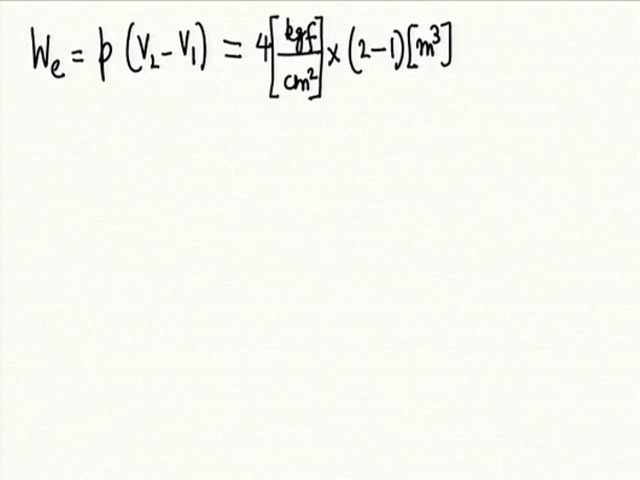 We = p (V₂ − V₁) = 4 [kgf/cm²] × (2−1) [m³]